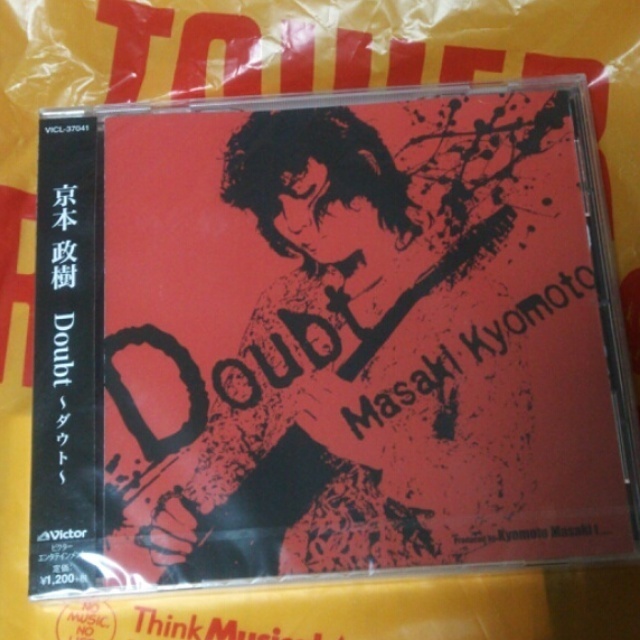 TOWER
VICL-37041
京本 政樹 Doubt ～ダウト～
Doubt
Masaki Kyomoto
Kyomoto Masaki
Victor
ビクター
エンタテインメント
定価
¥1,200+税
NO
MUSIC,
NO
Think